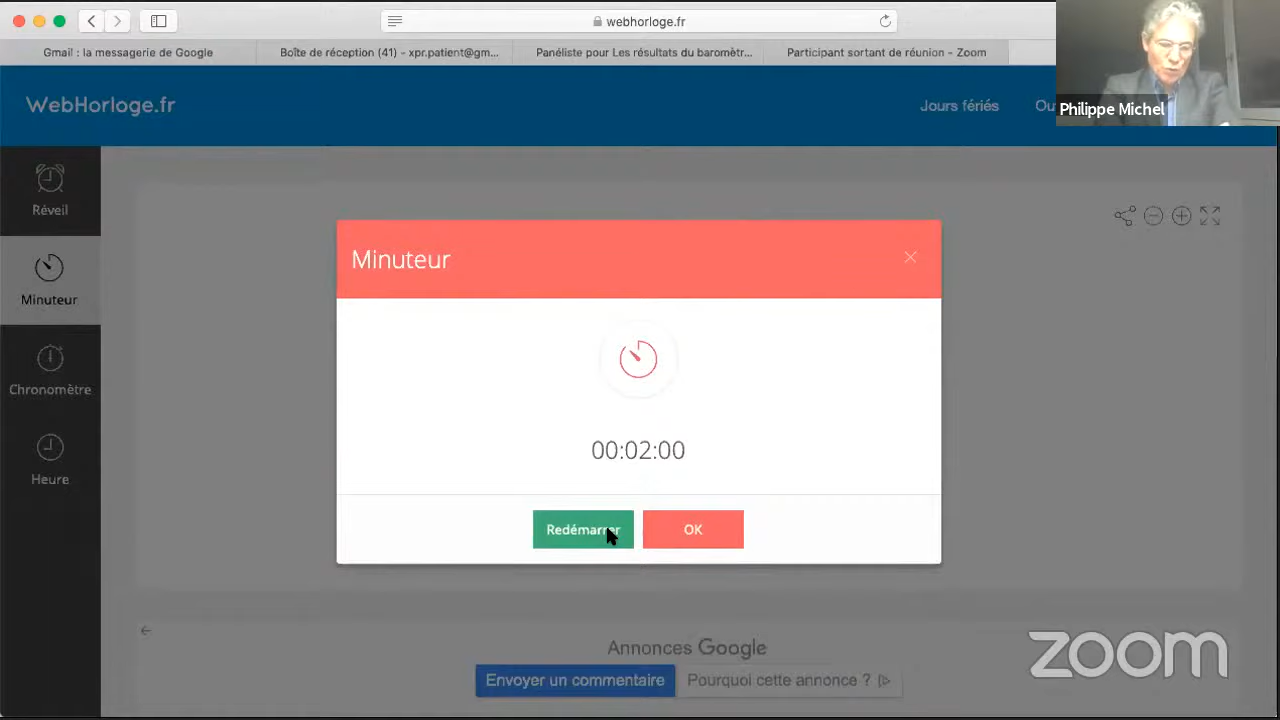 webhorloge.fr
Gmail : la messagerie de Google
Boîte de réception (41) - xpr.patient@gm...
Panéliste pour Les résultats du baromètr...
Participant sortant de réunion - Zoom
WebHorloge.fr
Jours fériés
Philippe Michel
Réveil
Minuteur
Chronomètre
Heure
Minuteur
00:02:00
Redémarrer
OK
Annonces Google
Envoyer un commentaire
Pourquoi cette annonce ?
zoom